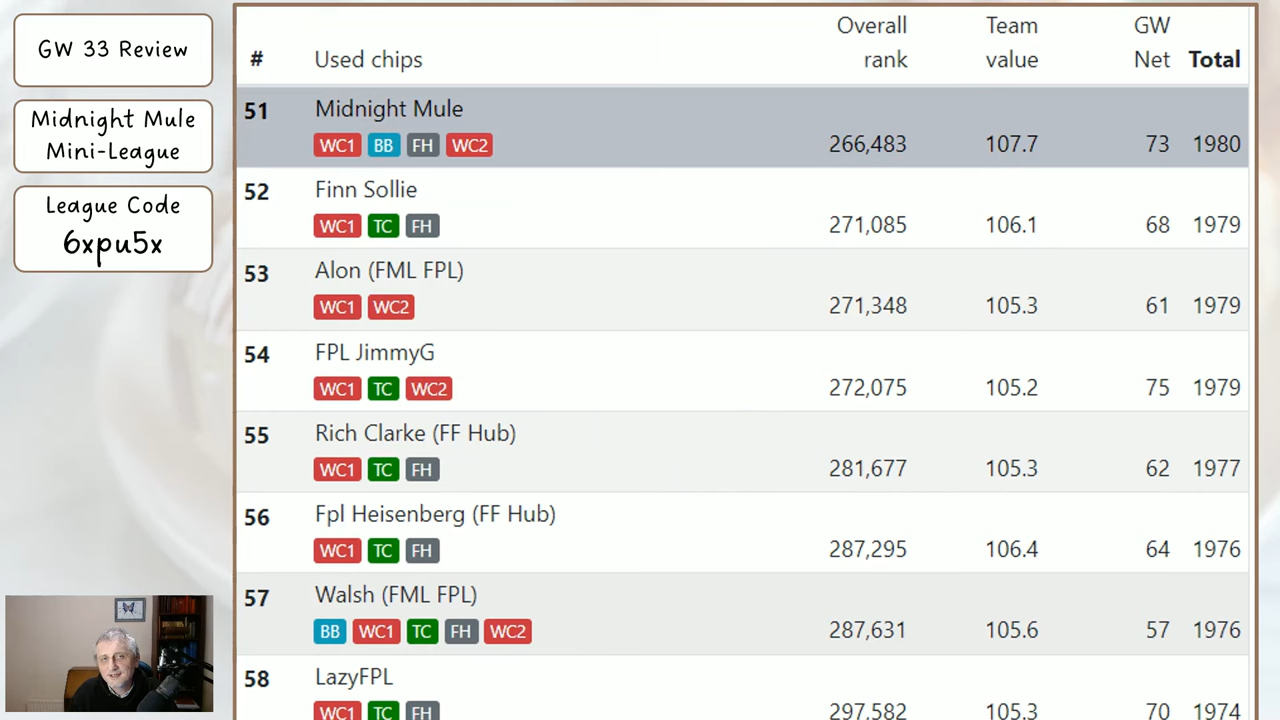 GW 33 Review
Midnight Mule
Mini-League
League Code
6xpu5x
Overall Team GW
# Used chips rank value Net Total
51 Midnight Mule
WC1 BB FH WC2 266,483 107.7 73 1980
52 Finn Sollie
WC1 TC FH 271,085 106.1 68 1979
53 Alon (FML FPL)
WC1 WC2 271,348 105.3 61 1979
54 FPL JimmyG
WC1 TC WC2 272,075 105.2 75 1979
55 Rich Clarke (FF Hub)
WC1 TC FH 281,677 105.3 62 1977
56 Fpl Heisenberg (FF Hub)
WC1 TC FH 287,295 106.4 64 1976
57 Walsh (FML FPL)
BB WC1 TC FH WC2 287,631 105.6 57 1976
58 LazyFPL
WC1 TC FH 297,582 105.3 70 1974